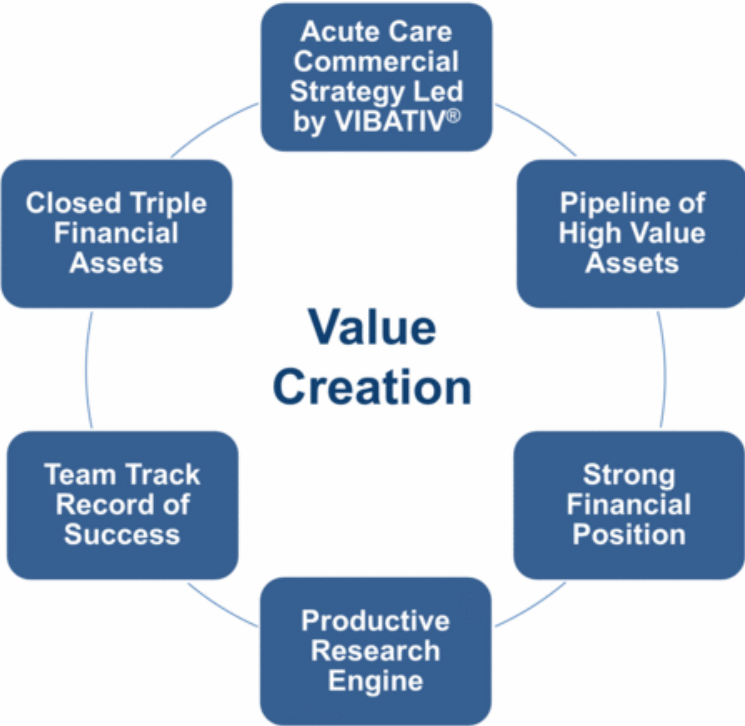 Acute Care
Commercial
Strategy Led
by VIBATIV®
Closed Triple
Financial
Assets
Pipeline of
High Value
Assets
Value
Creation
Team Track
Record of
Success
Strong
Financial
Position
Productive
Research
Engine